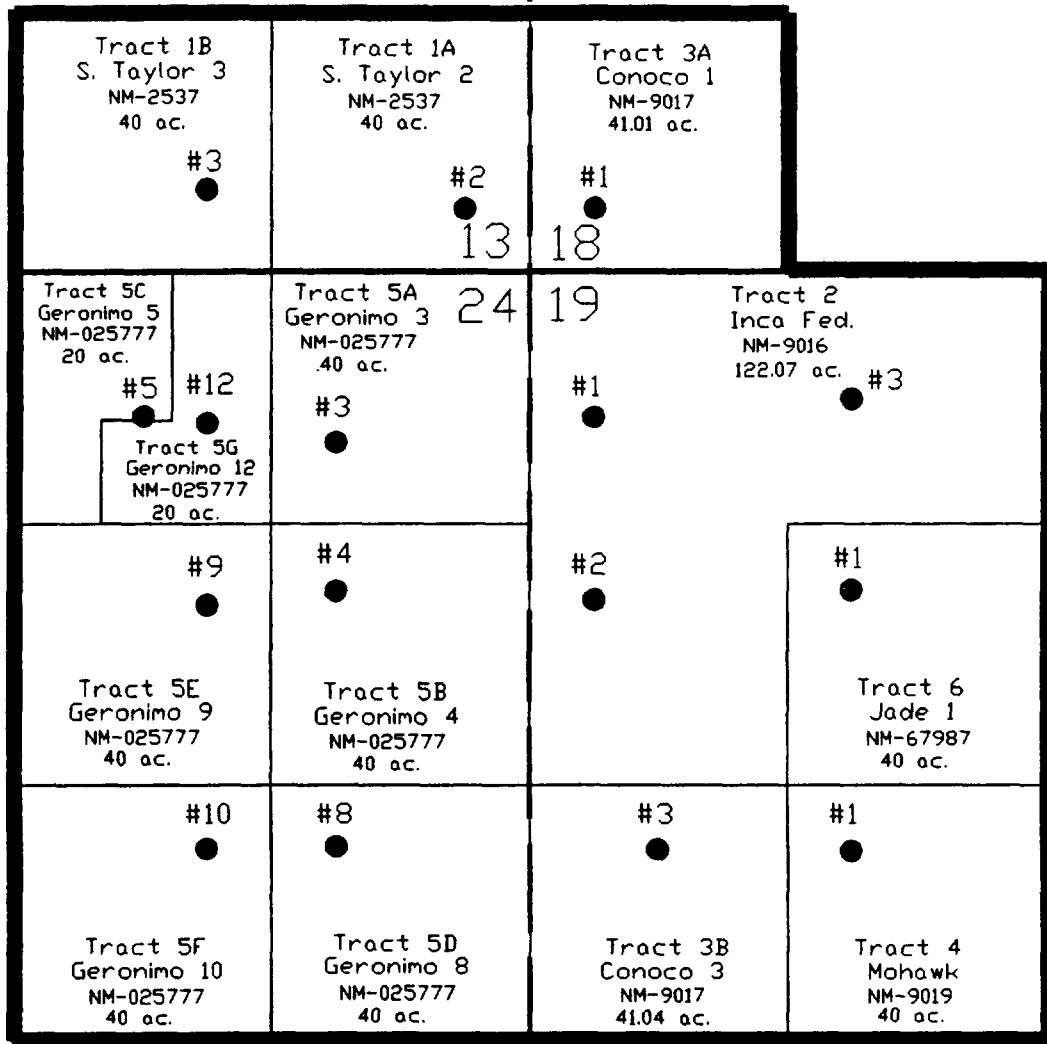 Tract 1B
S. Taylor 3
NM-2537
40 ac.
#3
Tract 1A
S. Taylor 2
NM-2537
40 ac.
#2
13
Tract 3A
Conoco 1
NM-9017
41.01 ac.
#1
18
Tract 5C
Geronimo 5
NM-025777
20 ac.
#5
#12
Tract 5G
Geronimo 12
NM-025777
20 ac.
Tract 5A
Geronimo 3
NM-025777
.40 ac.
#3
24
19
Tract 2
Inca Fed.
NM-9016
122.07 ac.
#1
#3
#2
#9
Tract 5E
Geronimo 9
NM-025777
40 ac.
#4
Tract 5B
Geronimo 4
NM-025777
40 ac.
#1
Tract 6
Jade 1
NM-67987
40 ac.
#10
Tract 5F
Geronimo 10
NM-025777
40 ac.
#8
Tract 5D
Geronimo 8
NM-025777
40 ac.
#3
Tract 3B
Conoco 3
NM-9017
41.04 ac.
#1
Tract 4
Mohawk
NM-9019
40 ac.